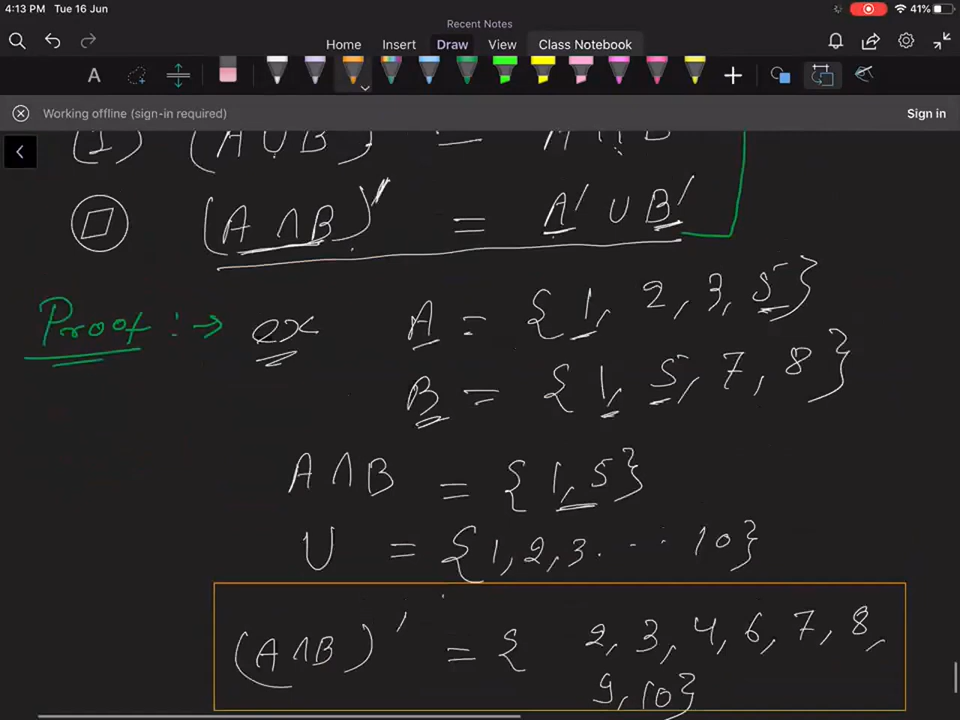 4:13 PM Tue 16 Jun
41%
Recent Notes
Home Insert Draw View Class Notebook
A
Working offline (sign-in required) Sign in
(1) (A ∪ B)' = A' ∩ B'
(A ∩ B)' = A' ∪ B'
Proof :→ ex A = {1, 2, 3, 5}
B = {1, 5, 7, 8}
A ∩ B = {1, 5}
U = {1, 2, 3. ... 10}
(A ∩ B)' = { 2, 3, 4, 6, 7, 8,
9, 10}